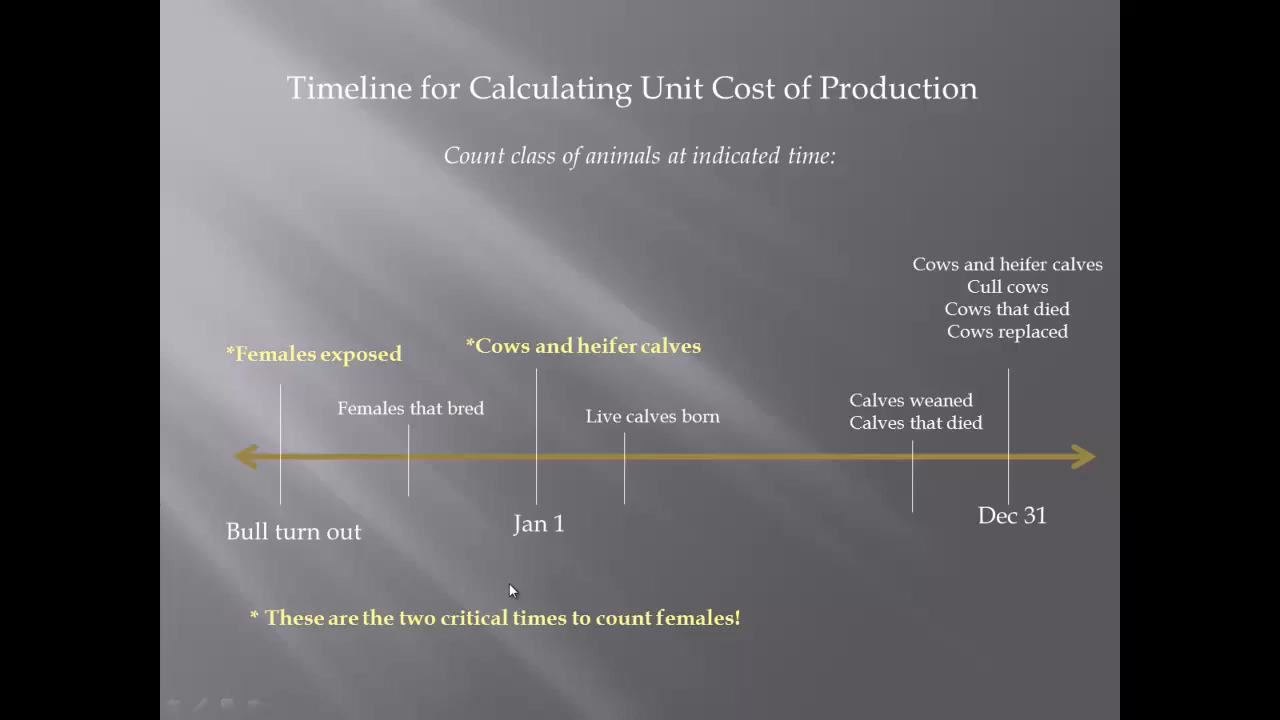 Timeline for Calculating Unit Cost of Production
Count class of animals at indicated time:
Cows and heifer calves
Cull cows
Cows that died
Cows replaced
*Females exposed
*Cows and heifer calves
Females that bred
Live calves born
Calves weaned
Calves that died
Bull turn out
Jan 1
Dec 31
* These are the two critical times to count females!